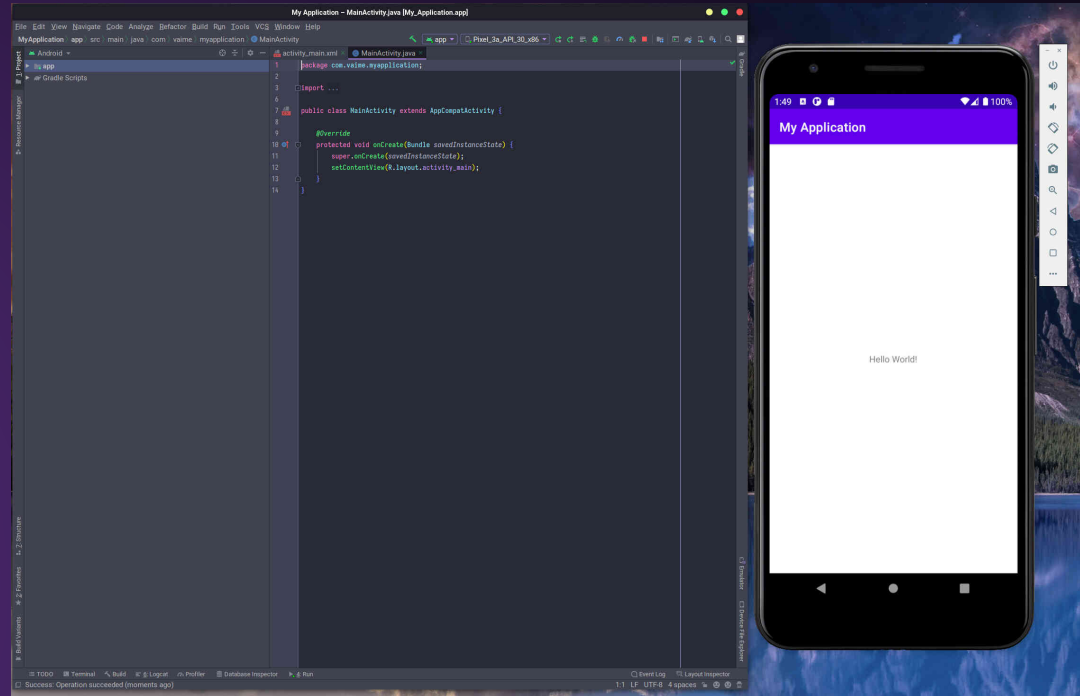 My Application – MainActivity.java [My_Application.app]
File Edit View Navigate Code Analyze Refactor Build Run Tools VCS Window Help
MyApplication app src main java com vaime myapplication MainActivity
app Pixel_3a_API_30_x86
Android
activity_main.xml MainActivity.java
app
Gradle Scripts
1: Project
Resource Manager
Z: Structure
2: Favorites
Build Variants
1 package com.vaime.myapplication;
2
3 import ...
6
7 public class MainActivity extends AppCompatActivity {
8
9 @Override
10 protected void onCreate(Bundle savedInstanceState) {
11 super.onCreate(savedInstanceState);
12 setContentView(R.layout.activity_main);
13 }
14 }
Gradle
Emulator
Device File Explorer
TODO Terminal Build 6: Logcat Profiler Database Inspector 4: Run
Event Log Layout Inspector
Success: Operation succeeded (moments ago)
1:1 LF UTF-8 4 spaces
1:49 100%
My Application
Hello World!